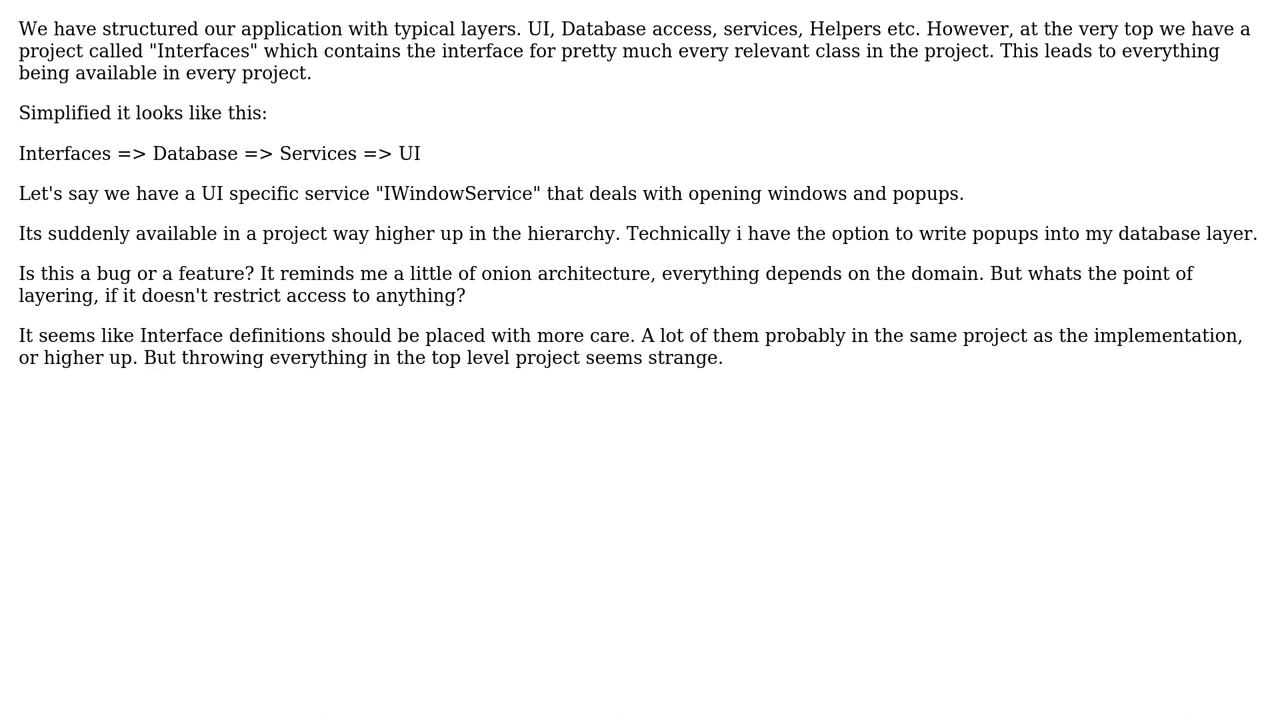 We have structured our application with typical layers. UI, Database access, services, Helpers etc. However, at the very top we have a
project called "Interfaces" which contains the interface for pretty much every relevant class in the project. This leads to everything
being available in every project.
Simplified it looks like this:
Interfaces => Database => Services => UI
Let's say we have a UI specific service "IWindowService" that deals with opening windows and popups.
Its suddenly available in a project way higher up in the hierarchy. Technically i have the option to write popups into my database layer.
Is this a bug or a feature? It reminds me a little of onion architecture, everything depends on the domain. But whats the point of
layering, if it doesn't restrict access to anything?
It seems like Interface definitions should be placed with more care. A lot of them probably in the same project as the implementation,
or higher up. But throwing everything in the top level project seems strange.